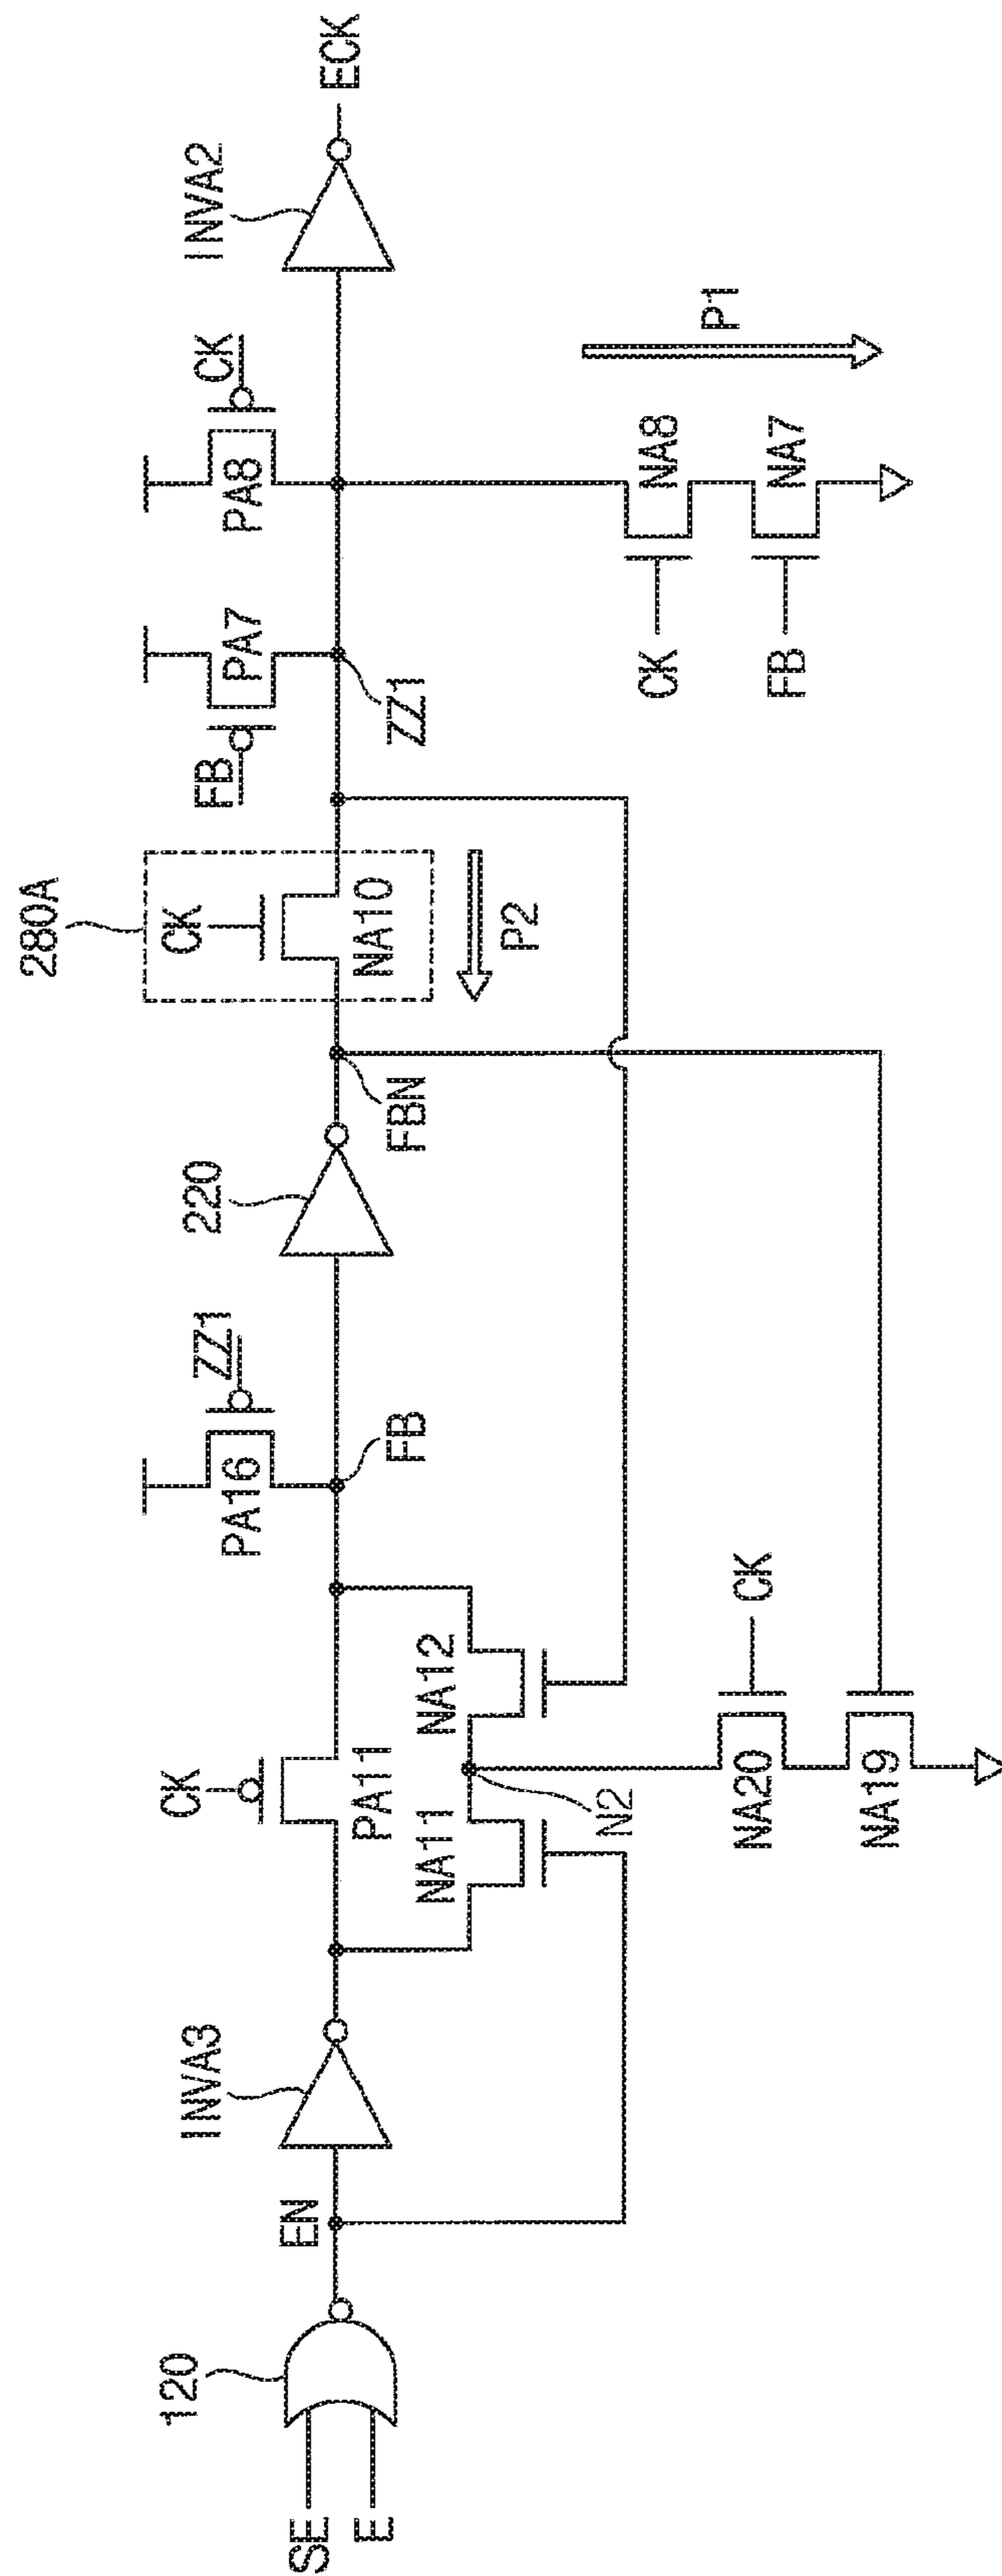 SE
E
120
EN
INVA3
CK
PA11
NA11
NA12
N2
NA20
CK
NA19
PA16
ZZ1
FB
220
FBN
280A
CK
NA10
P2
FB
PA7
ZZ1
PA8
CK
CK
NA8
FB
NA7
P1
INVA2
ECK